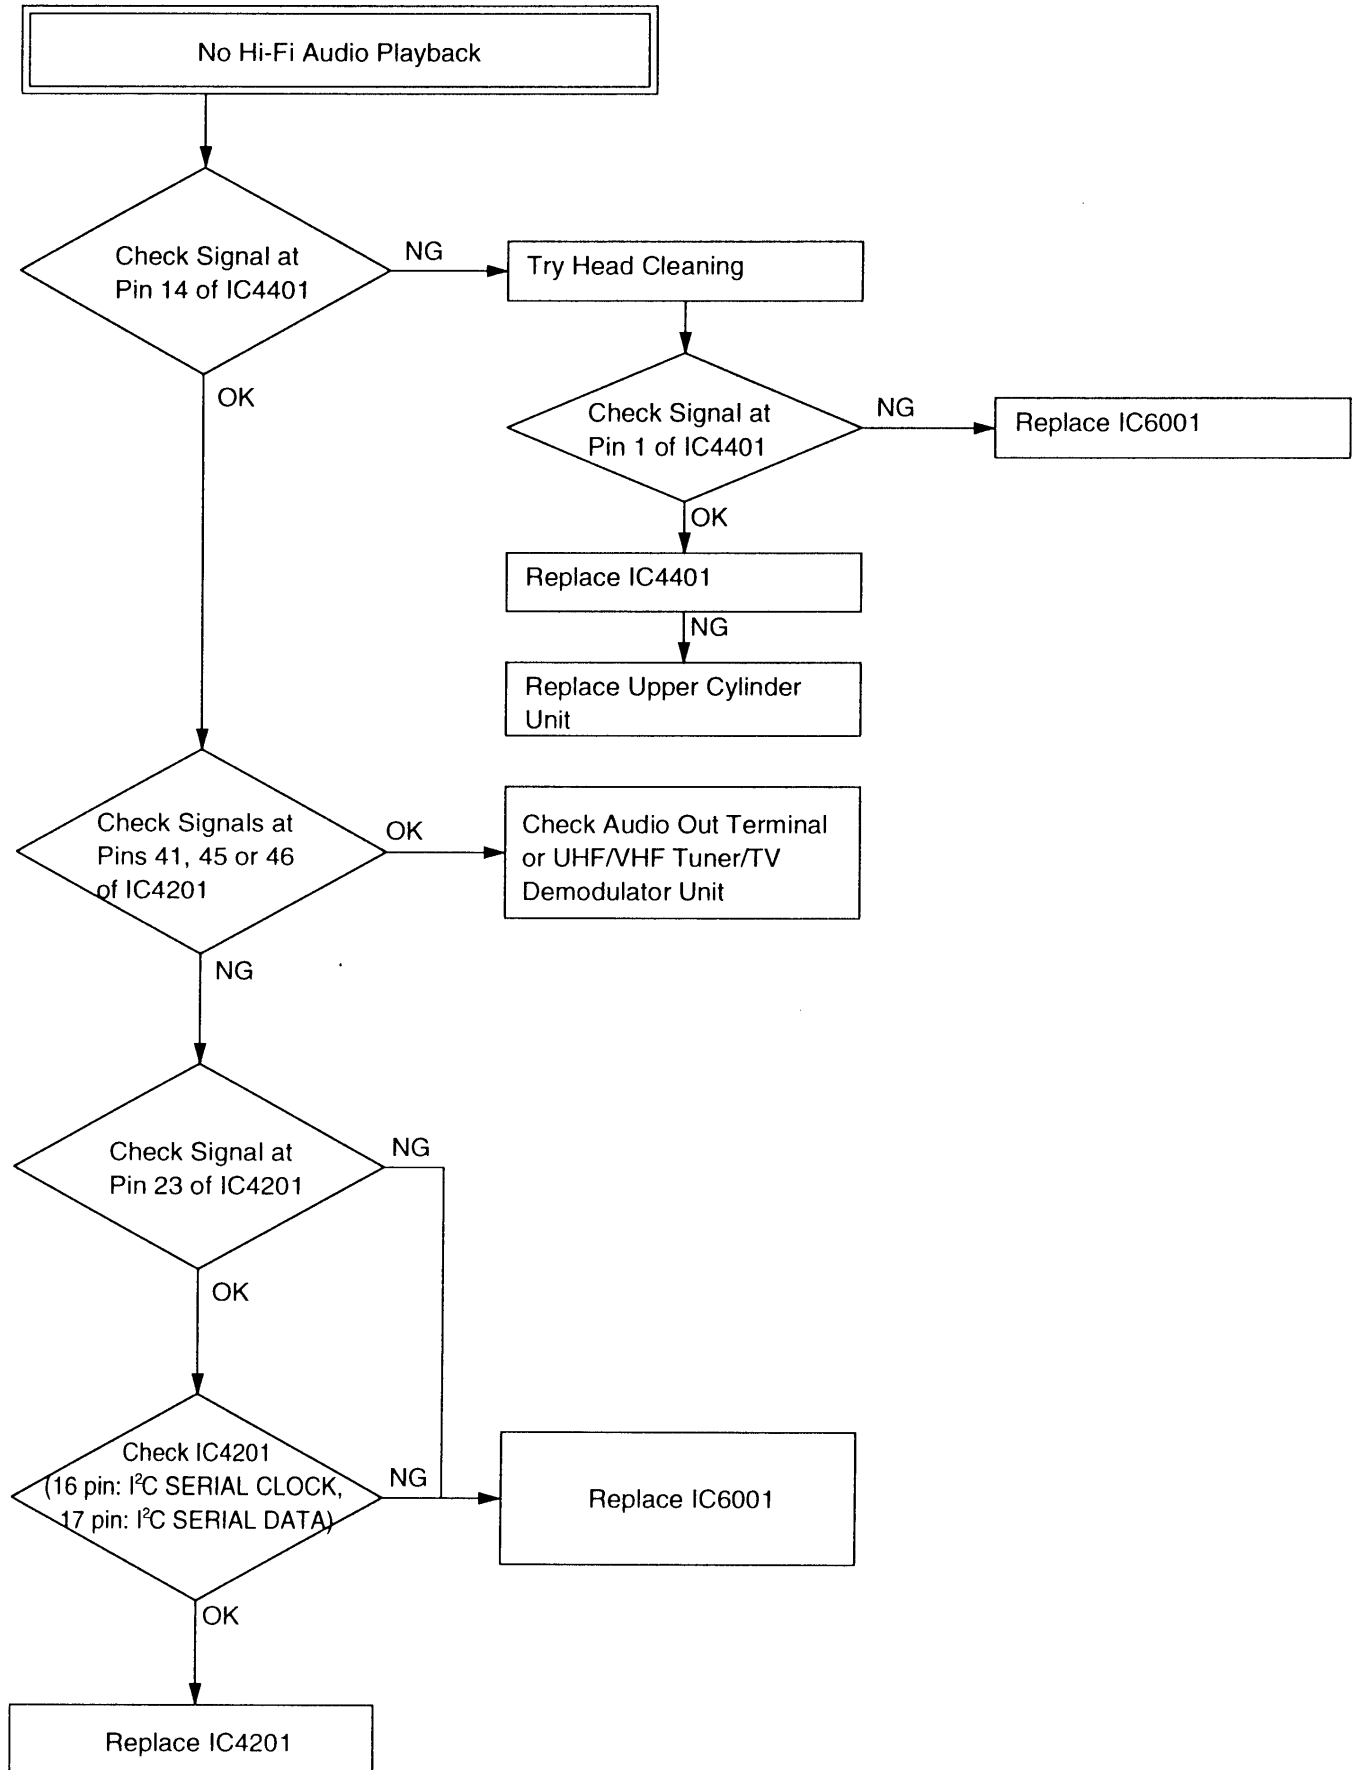 No Hi-Fi Audio Playback
Check Signal at
Pin 14 of IC4401
NG
Try Head Cleaning
OK
Check Signal at
Pin 1 of IC4401
NG
Replace IC6001
OK
Replace IC4401
NG
Replace Upper Cylinder
Unit
Check Signals at
Pins 41, 45 or 46
of IC4201
OK
Check Audio Out Terminal
or UHF/VHF Tuner/TV
Demodulator Unit
NG
Check Signal at
Pin 23 of IC4201
NG
OK
Check IC4201
(16 pin: I²C SERIAL CLOCK,
17 pin: I²C SERIAL DATA)
NG
Replace IC6001
OK
Replace IC4201